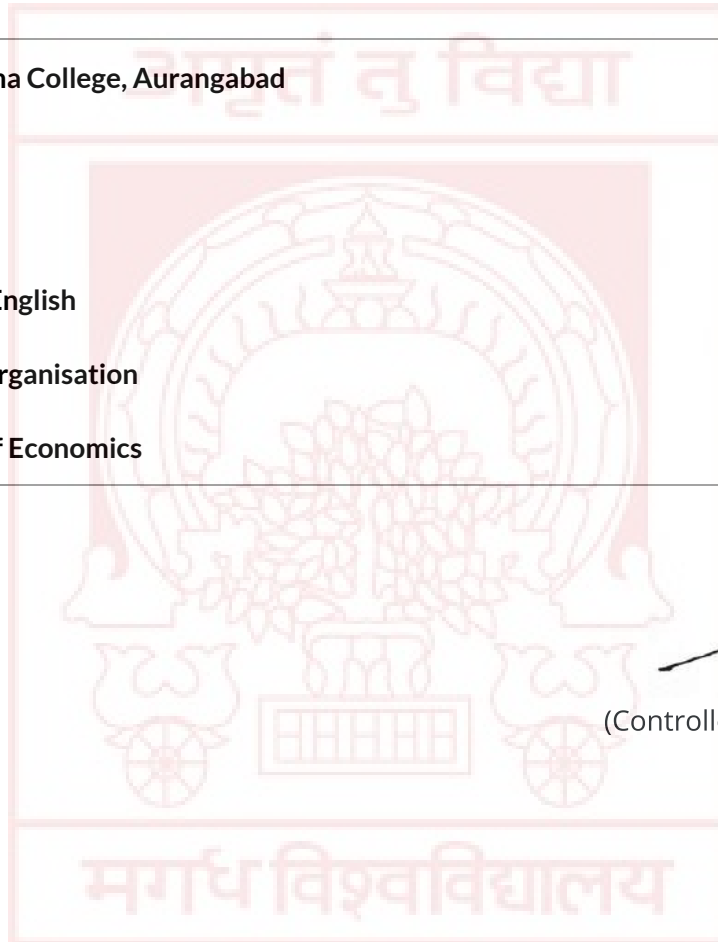 अमृतं तु विद्या
na College, Aurangabad
English
rganisation
f Economics
(Controll
मगध विश्वविद्यालय